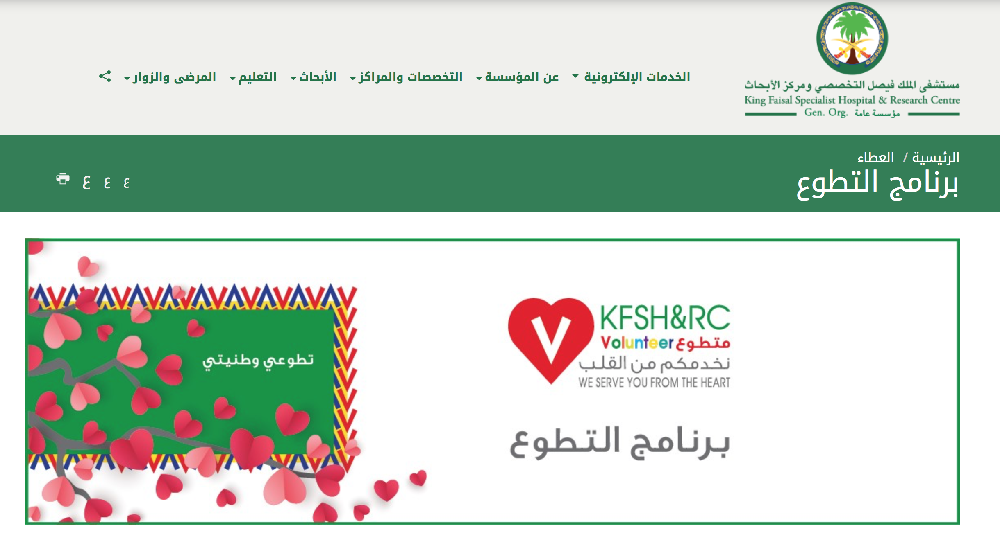 مستشفى الملك فيصل التخصصي ومركز الأبحاث
King Faisal Specialist Hospital & Research Centre
Gen. Org. مؤسسة عامة
الخدمات الإلكترونية عن المؤسسة التخصصات والمراكز الأبحاث التعليم المرضى والزوار
الرئيسية / العطاء
برنامج التطوع
ع ع ع
KFSH&RC
Volunteer متطوع
نخدمكم من القلب
WE SERVE YOU FROM THE HEART
برنامج التطوع
تطوعي وطنيتي